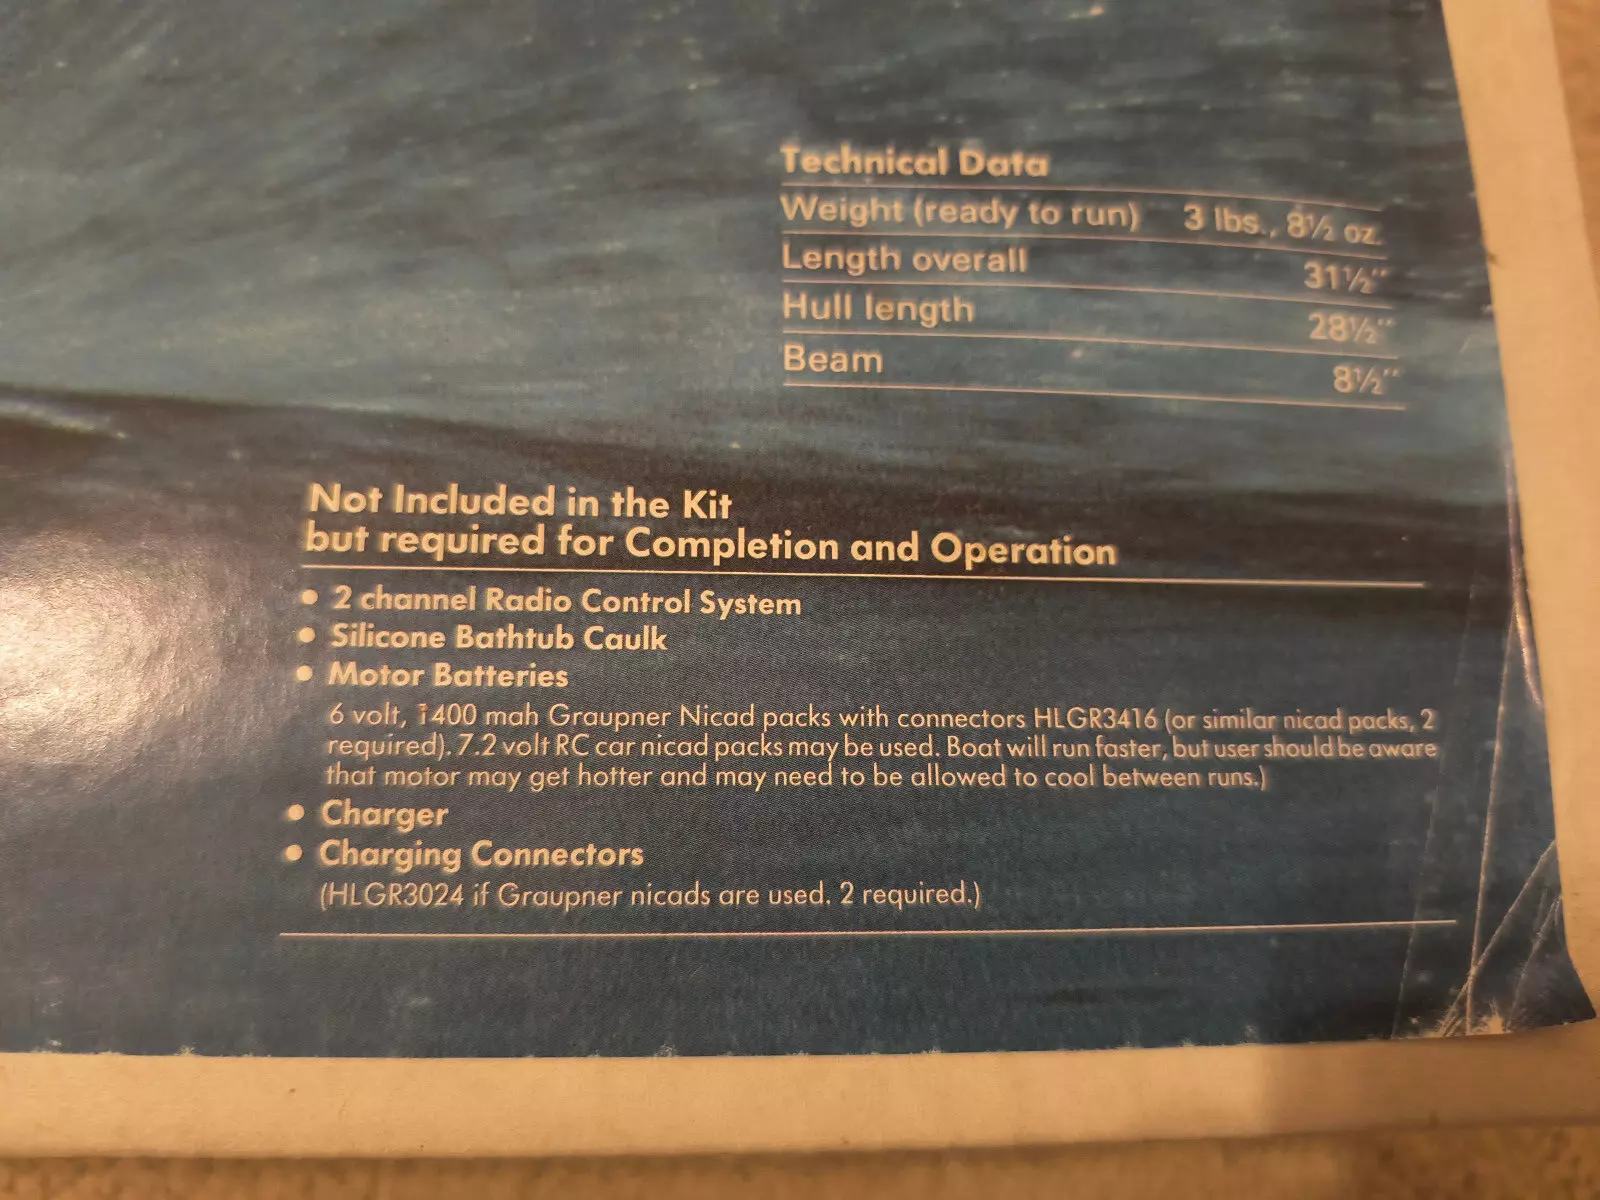 Technical Data
Weight (ready to run) 3 lbs., 8½ oz.
Length overall 31½"
Hull length 28½"
Beam 8½"
Not Included in the Kit
but required for Completion and Operation
• 2 channel Radio Control System
• Silicone Bathtub Caulk
• Motor Batteries
6 volt, 1400 mah Graupner Nicad packs with connectors HLGR3416 (or similar nicad packs, 2
required). 7.2 volt RC car nicad packs may be used. Boat will run faster, but user should be aware
that motor may get hotter and may need to be allowed to cool between runs.)
• Charger
• Charging Connectors
(HLGR3024 if Graupner nicads are used. 2 required.)